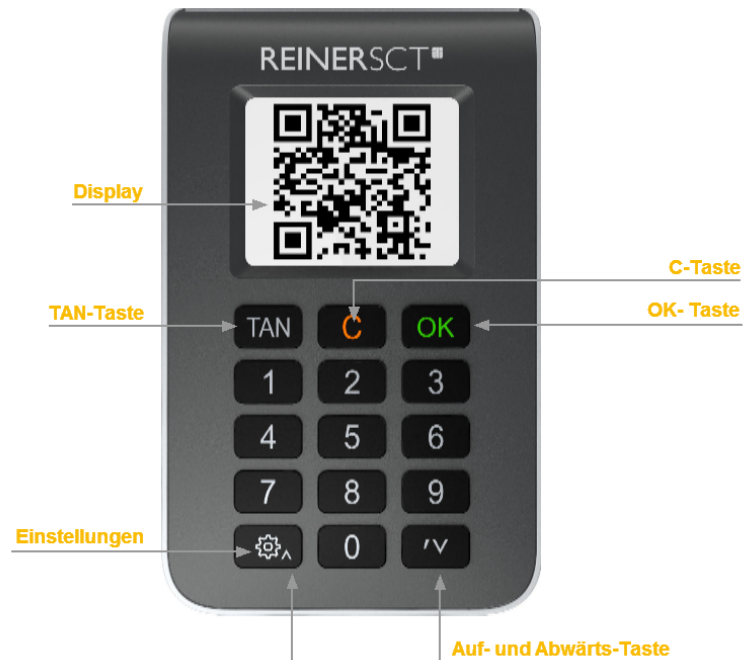 REINERSCT
Display
C-Taste
TAN-Taste
OK- Taste
TAN C OK
1 2 3
4 5 6
7 8 9
Einstellungen
^ 0 ,V
Auf- und Abwärts-Taste